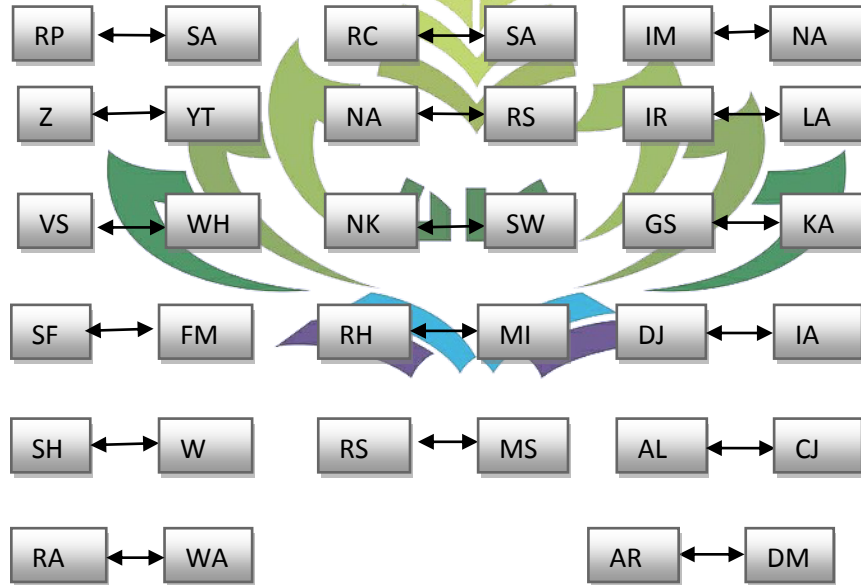 RP SA RC SA IM NA
Z YT NA RS IR LA
VS WH NK SW GS KA
SF FM RH MI DJ IA
SH W RS MS AL CJ
RA WA AR DM